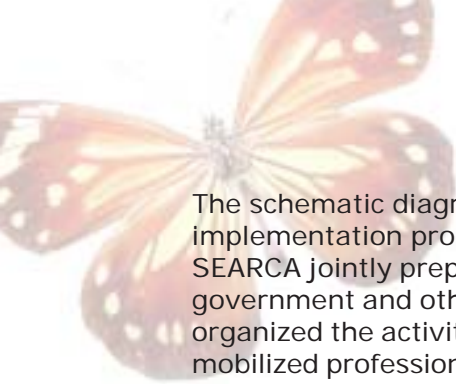 The schematic diagr
implementation pro
SEARCA jointly prep
government and oth
organized the activit
mobilized profession